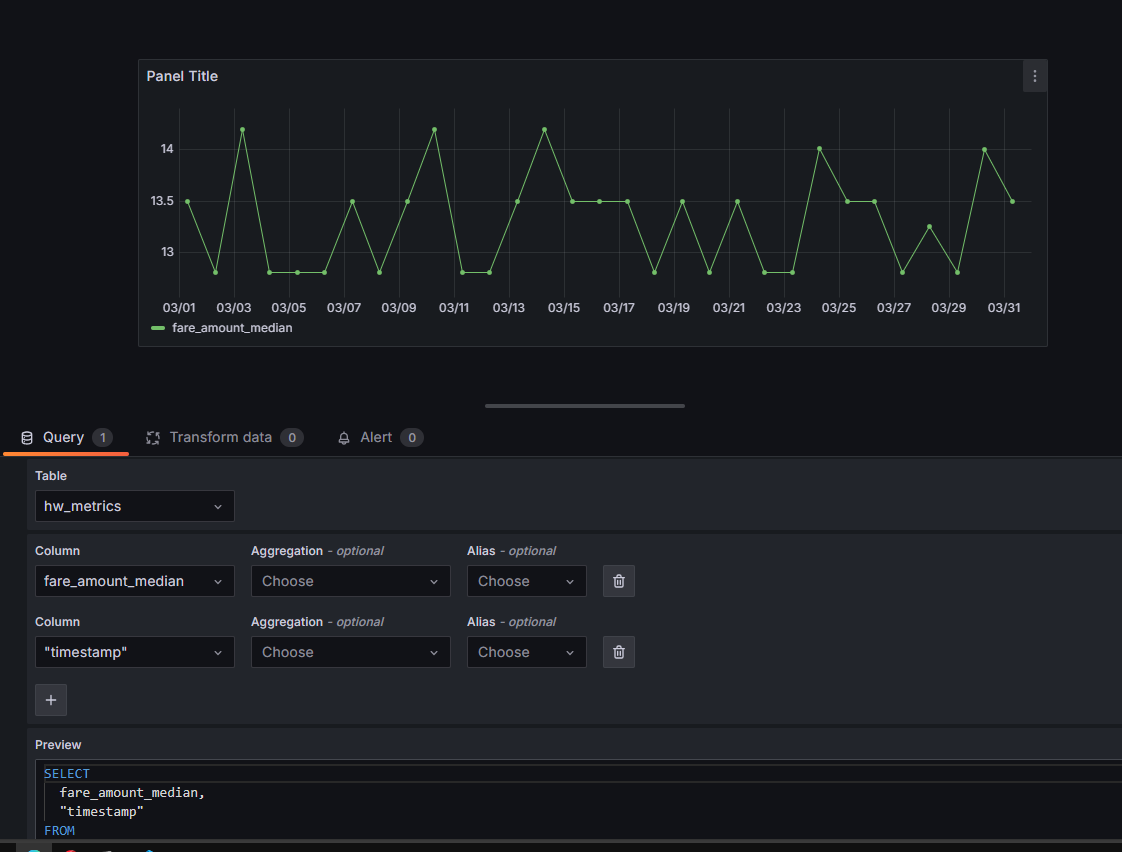 Panel Title
14
13.5
13
03/01 03/03 03/05 03/07 03/09 03/11 03/13 03/15 03/17 03/19 03/21 03/23 03/25 03/27 03/29 03/31
fare_amount_median
Query 1 Transform data 0 Alert 0
Table
hw_metrics
Column Aggregation - optional Alias - optional
fare_amount_median Choose Choose
Column Aggregation - optional Alias - optional
"timestamp" Choose Choose
+
Preview
SELECT
fare_amount_median,
"timestamp"
FROM